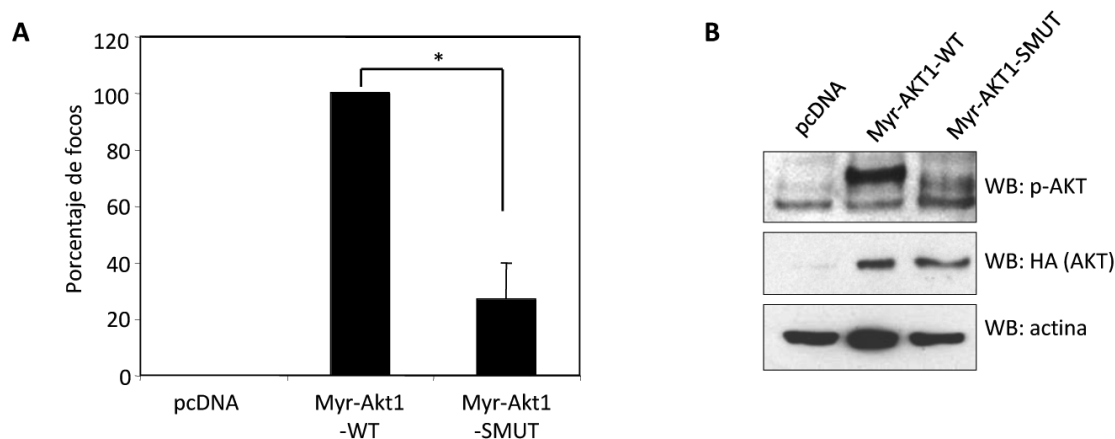 A
Porcentaje de focos
120
100
80
60
40
20
0
*
pcDNA
Myr-Akt1
-WT
Myr-Akt1
-SMUT
B
pcDNA
Myr-AKT1-WT
Myr-AKT1-SMUT
WB: p-AKT
WB: HA (AKT)
WB: actina